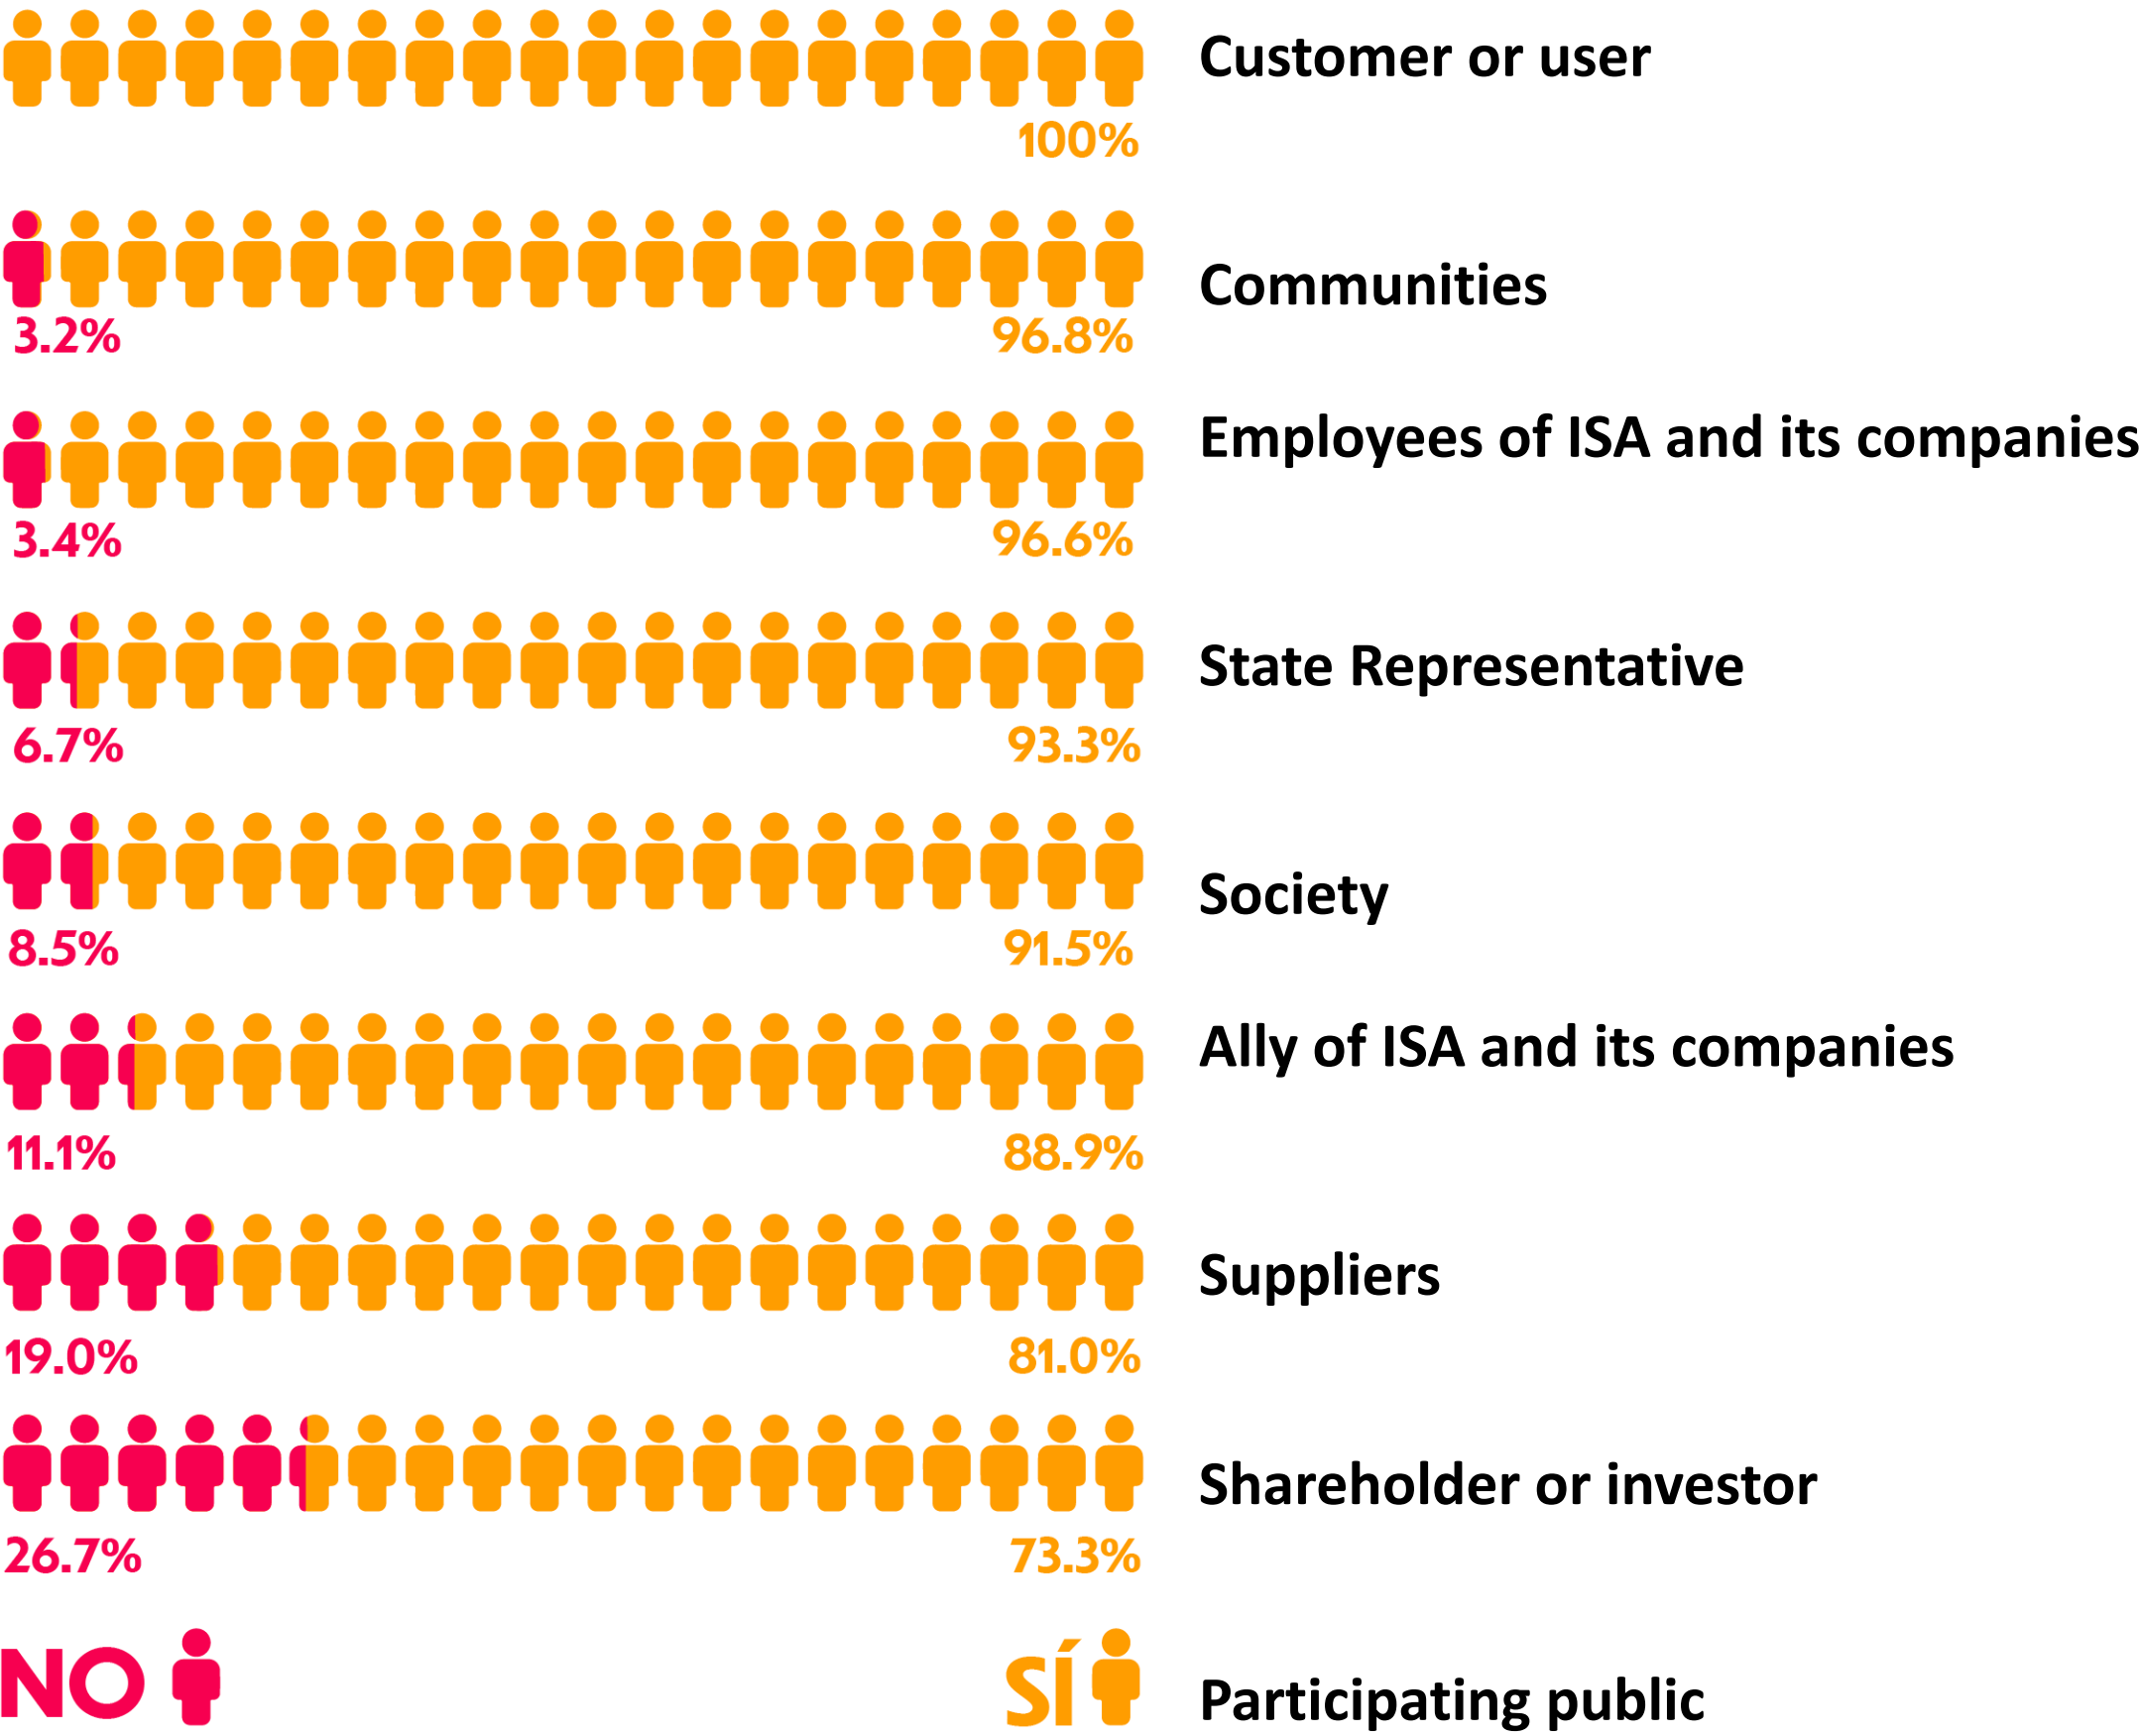 Customer or user
100%
Communities
3.2% 96.8%
Employees of ISA and its companies
3.4% 96.6%
State Representative
6.7% 93.3%
Society
8.5% 91.5%
Ally of ISA and its companies
11.1% 88.9%
Suppliers
19.0% 81.0%
Shareholder or investor
26.7% 73.3%
NO SÍ Participating public